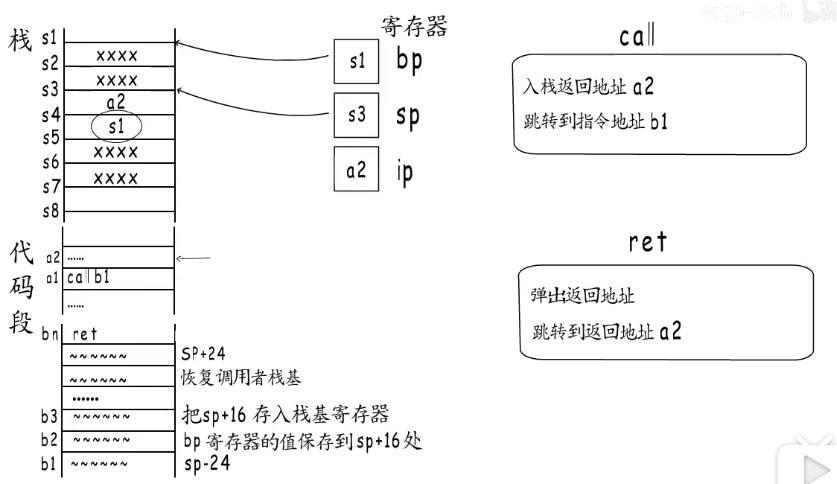 栈
s1
s2
xxxx
s3
xxxx
a2
s4
s1
s5
xxxx
s6
xxxx
s7
s8
寄存器
s1 bp
s3 sp
a2 ip
call
入栈返回地址 a2
跳转到指令地址 b1
ret
弹出返回地址
跳转到返回地址 a2
代码段
a2 ......
a1 call b1
......
bn ret
~~~~~~ SP+24
~~~~~~ 恢复调用者栈基
......
b3 ~~~~~~ 把sp+16 存入栈基寄存器
b2 ~~~~~~ bp 寄存器的值保存到sp+16处
b1 ~~~~~~ sp-24